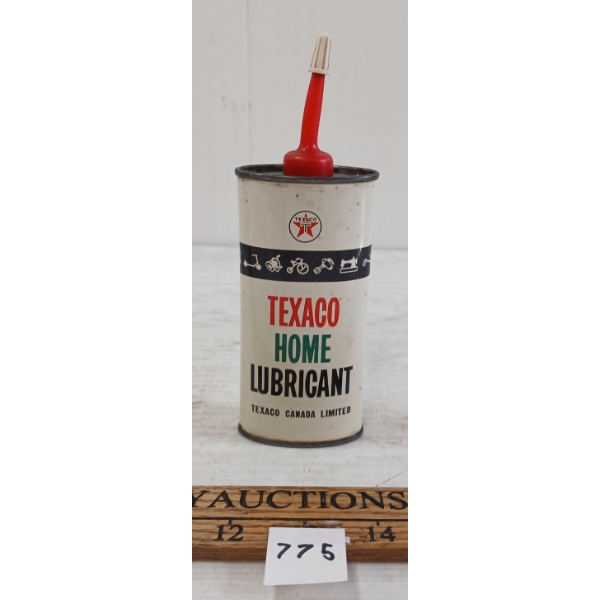 TEXACO
TEXACO
HOME
LUBRICANT
TEXACO CANADA LIMITED
YAUCTIONS
12 14
775